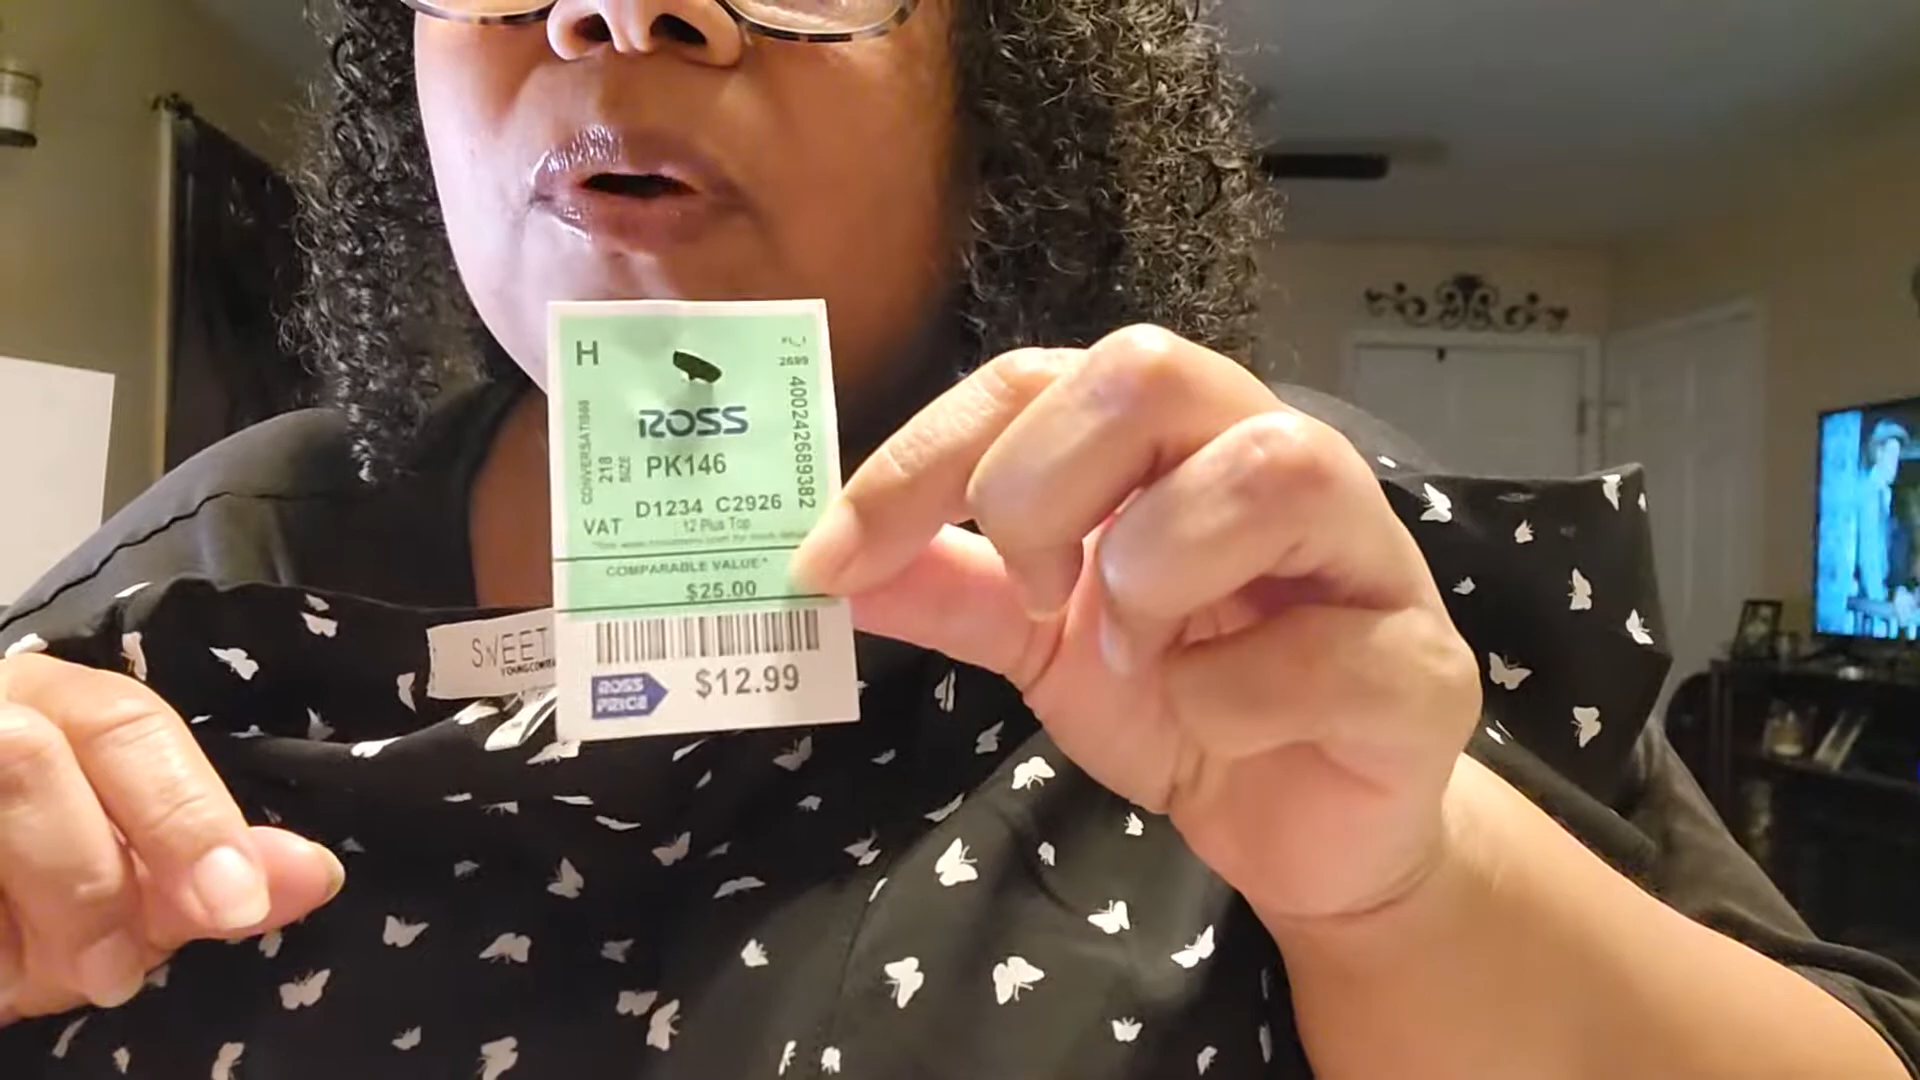 H
2699
400242689382
CONVERSATI988
218
SIZE
ROSS
PK146
D1234 C2926
VAT
12 Plus Top
COMPARABLE VALUE*
$25.00
ROSS
PRICE
$12.99
SWEET